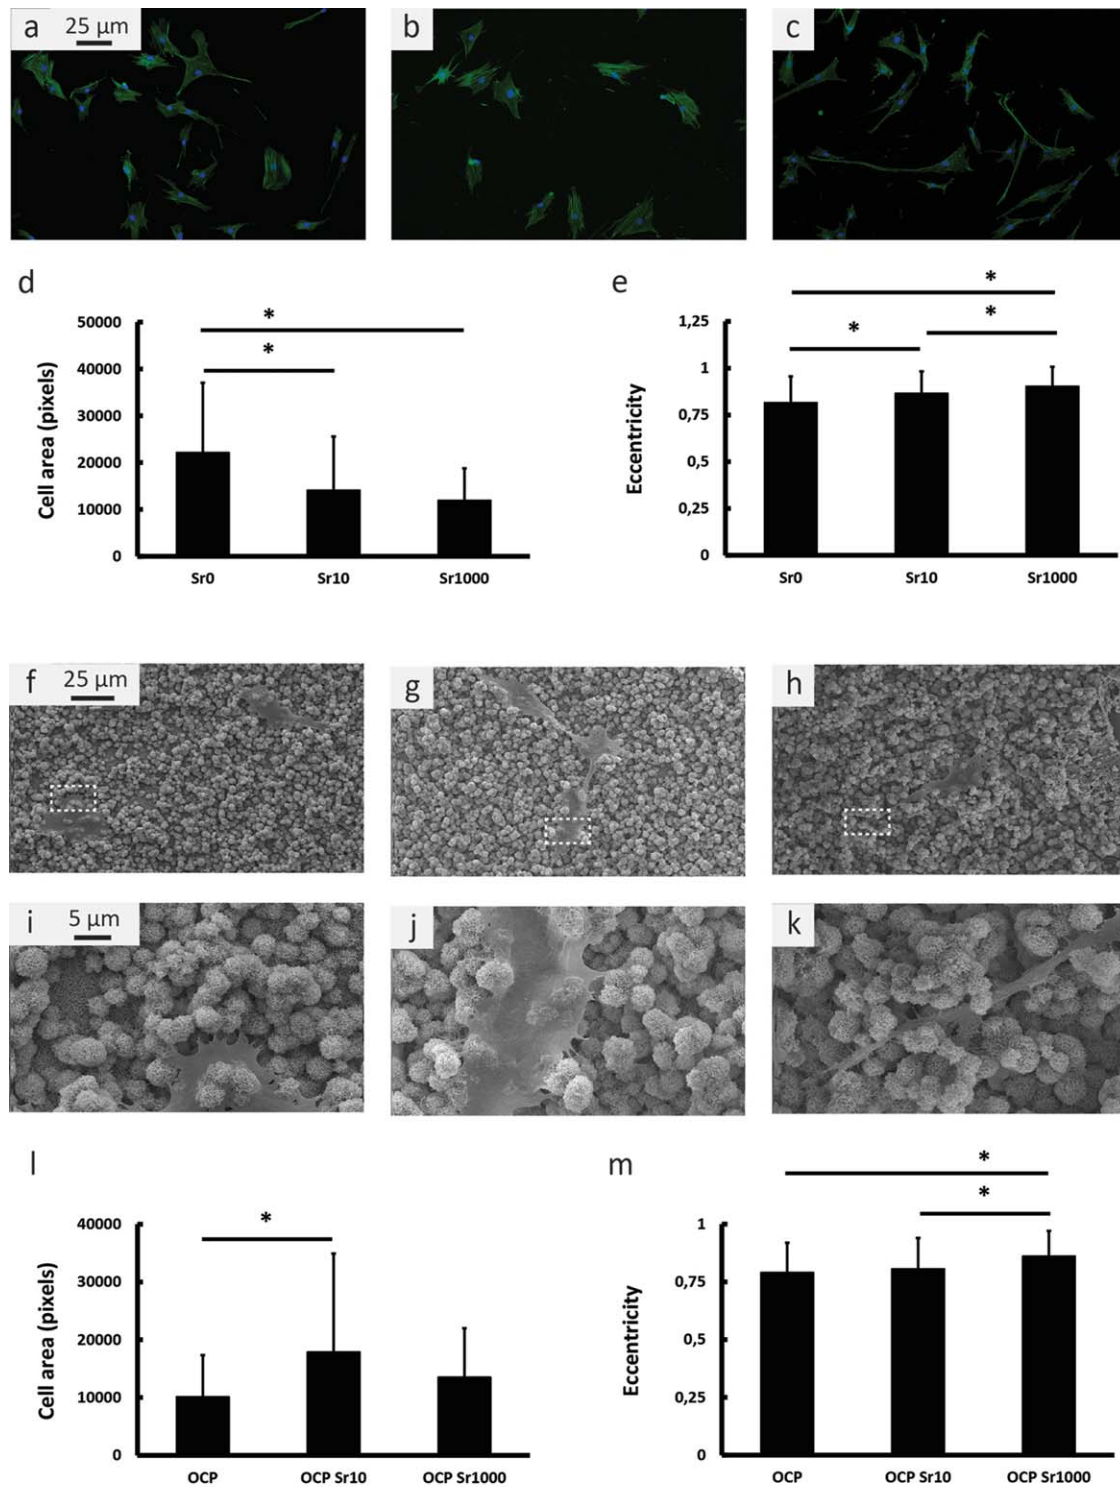 a
25 µm
b
c
d
*
*
50000
40000
30000
20000
10000
0
Cell area (pixels)
Sr0 Sr10 Sr1000
e
*
*
*
1,25
1
0,75
0,5
0,25
0
Eccentricity
Sr0 Sr10 Sr1000
f
25 µm
g
h
i
5 µm
j
k
l
*
40000
30000
20000
10000
0
Cell area (pixels)
OCP OCP Sr10 OCP Sr1000
m
*
*
1
0,75
0,5
0,25
0
Eccentricity
OCP OCP Sr10 OCP Sr1000